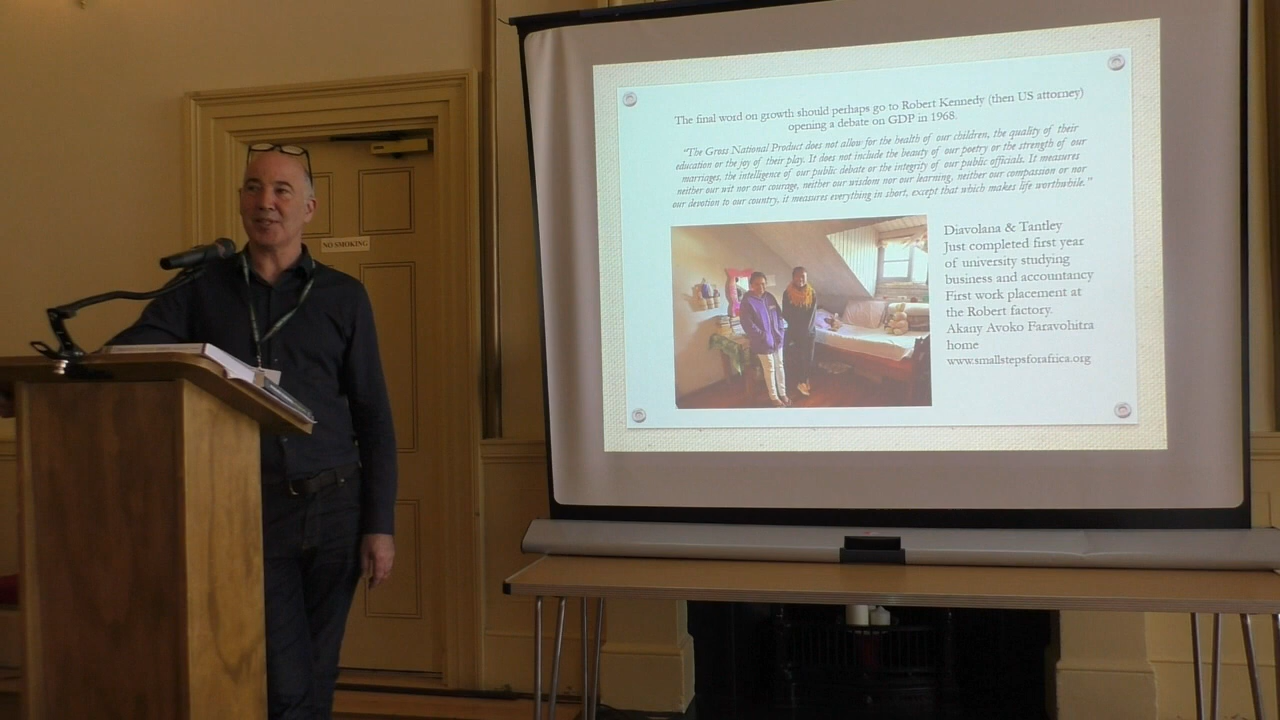 NO SMOKING
The final word on growth should perhaps go to Robert Kennedy (then US attorney)
opening a debate on GDP in 1968.
“The Gross National Product does not allow for the health of our children, the quality of their
education or the joy of their play. It does not include the beauty of our poetry or the strength of our
marriages, the intelligence of our public debate or the integrity of our public officials. It measures
neither our wit nor our courage, neither our wisdom nor our learning, neither our compassion or nor
our devotion to our country, it measures everything in short, except that which makes life worthwhile.”
Diavolana & Tantley
Just completed first year
of university studying
business and accountancy
First work placement at
the Robert factory.
Akany Avoko Faravohitra
home
www.smallstepsforafrica.org